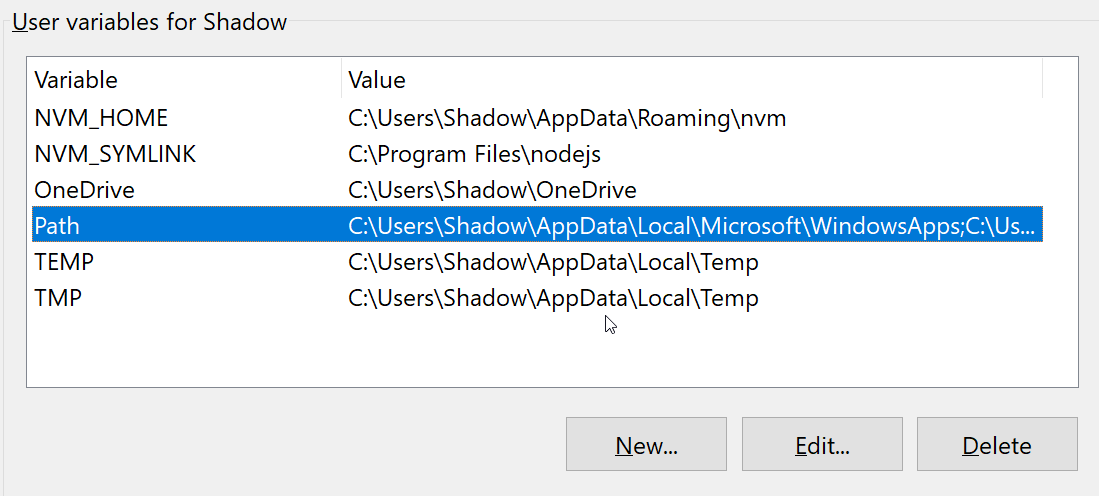 User variables for Shadow
Variable Value
NVM_HOME C:\Users\Shadow\AppData\Roaming\nvm
NVM_SYMLINK C:\Program Files\nodejs
OneDrive C:\Users\Shadow\OneDrive
Path C:\Users\Shadow\AppData\Local\Microsoft\WindowsApps;C:\Us...
TEMP C:\Users\Shadow\AppData\Local\Temp
TMP C:\Users\Shadow\AppData\Local\Temp
New... Edit... Delete